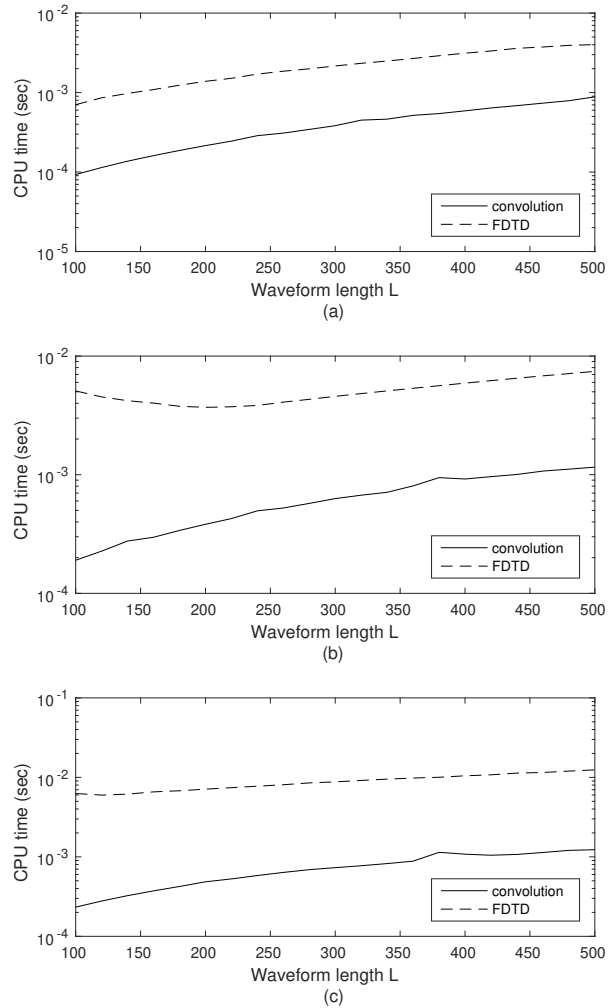 10^-2
10^-3
10^-4
10^-5
CPU time (sec)
convolution
FDTD
100 150 200 250 300 350 400 450 500
Waveform length L
(a)
10^-2
10^-3
10^-4
CPU time (sec)
convolution
FDTD
100 150 200 250 300 350 400 450 500
Waveform length L
(b)
10^-1
10^-2
10^-3
10^-4
CPU time (sec)
convolution
FDTD
100 150 200 250 300 350 400 450 500
Waveform length L
(c)